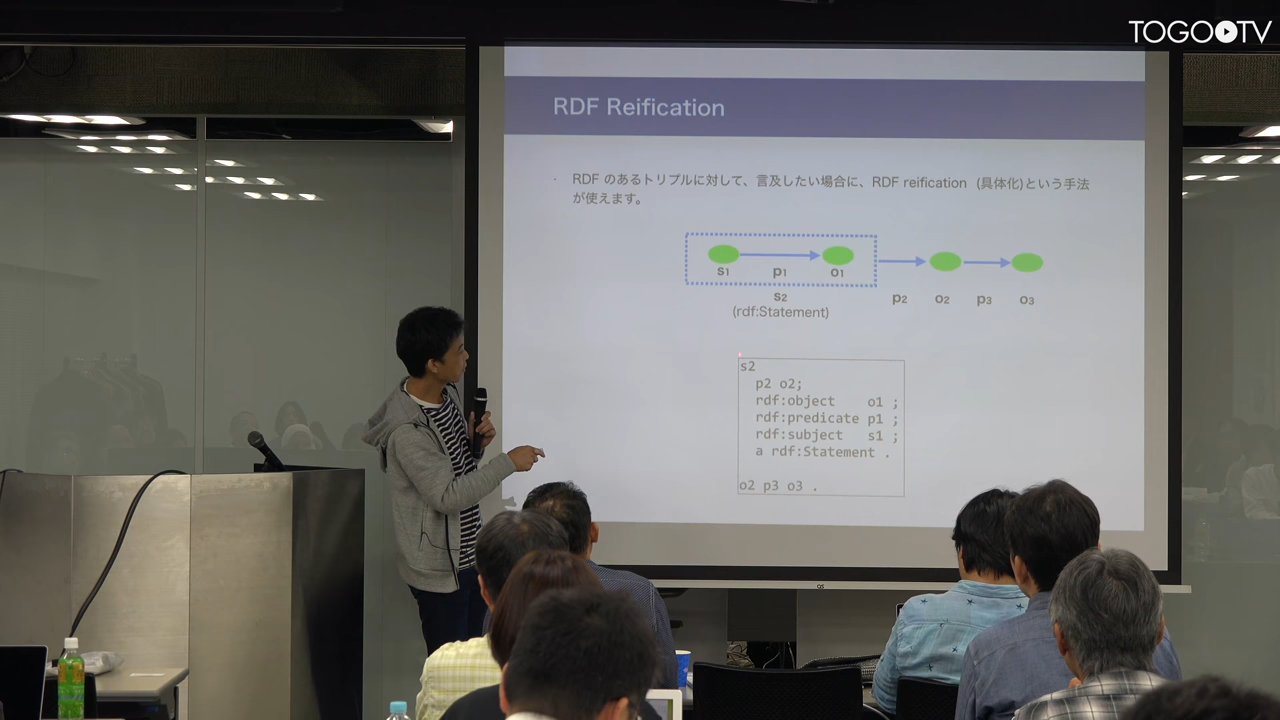 TOGO TV
RDF Reification
・ RDF のあるトリプルに対して、言及したい場合に、RDF reification (具体化)という手法
が使えます。
s1 p1 o1
s2
(rdf:Statement)
p2 o2 p3 o3
s2
p2 o2;
rdf:object o1 ;
rdf:predicate p1 ;
rdf:subject s1 ;
a rdf:Statement .
o2 p3 o3 .